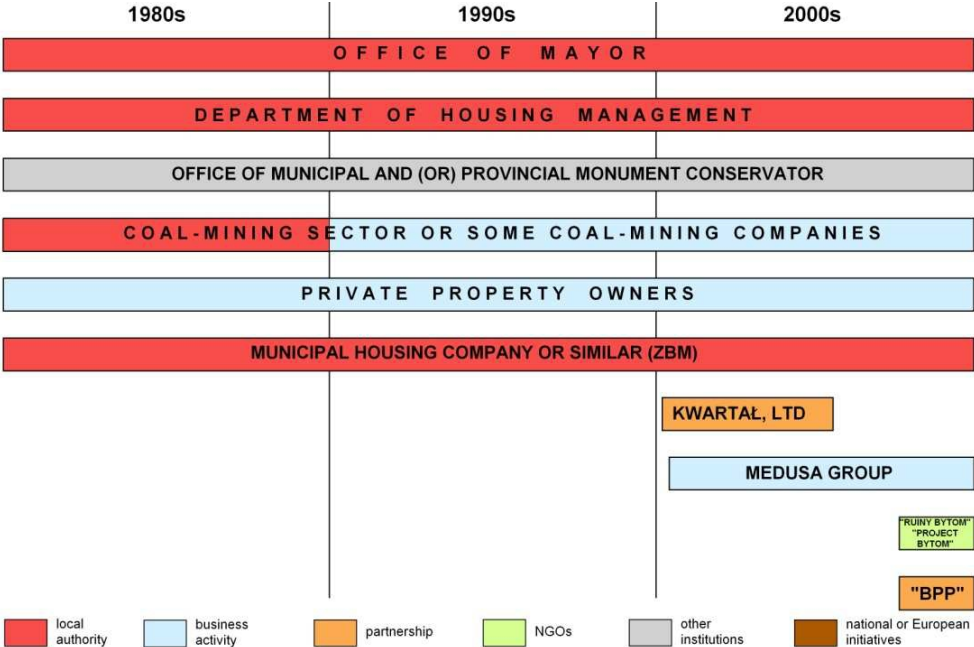 1980s 1990s 2000s
OFFICE OF MAYOR
DEPARTMENT OF HOUSING MANAGEMENT
OFFICE OF MUNICIPAL AND (OR) PROVINCIAL MONUMENT CONSERVATOR
COAL-MINING SECTOR OR SOME COAL-MINING COMPANIES
PRIVATE PROPERTY OWNERS
MUNICIPAL HOUSING COMPANY OR SIMILAR (ZBM)
KWARTAŁ, LTD
MEDUSA GROUP
"RUINY BYTOM"
"PROJECT
BYTOM"
"BPP"
local
authority
business
activity
partnership
NGOs
other
institutions
national or European
initiatives